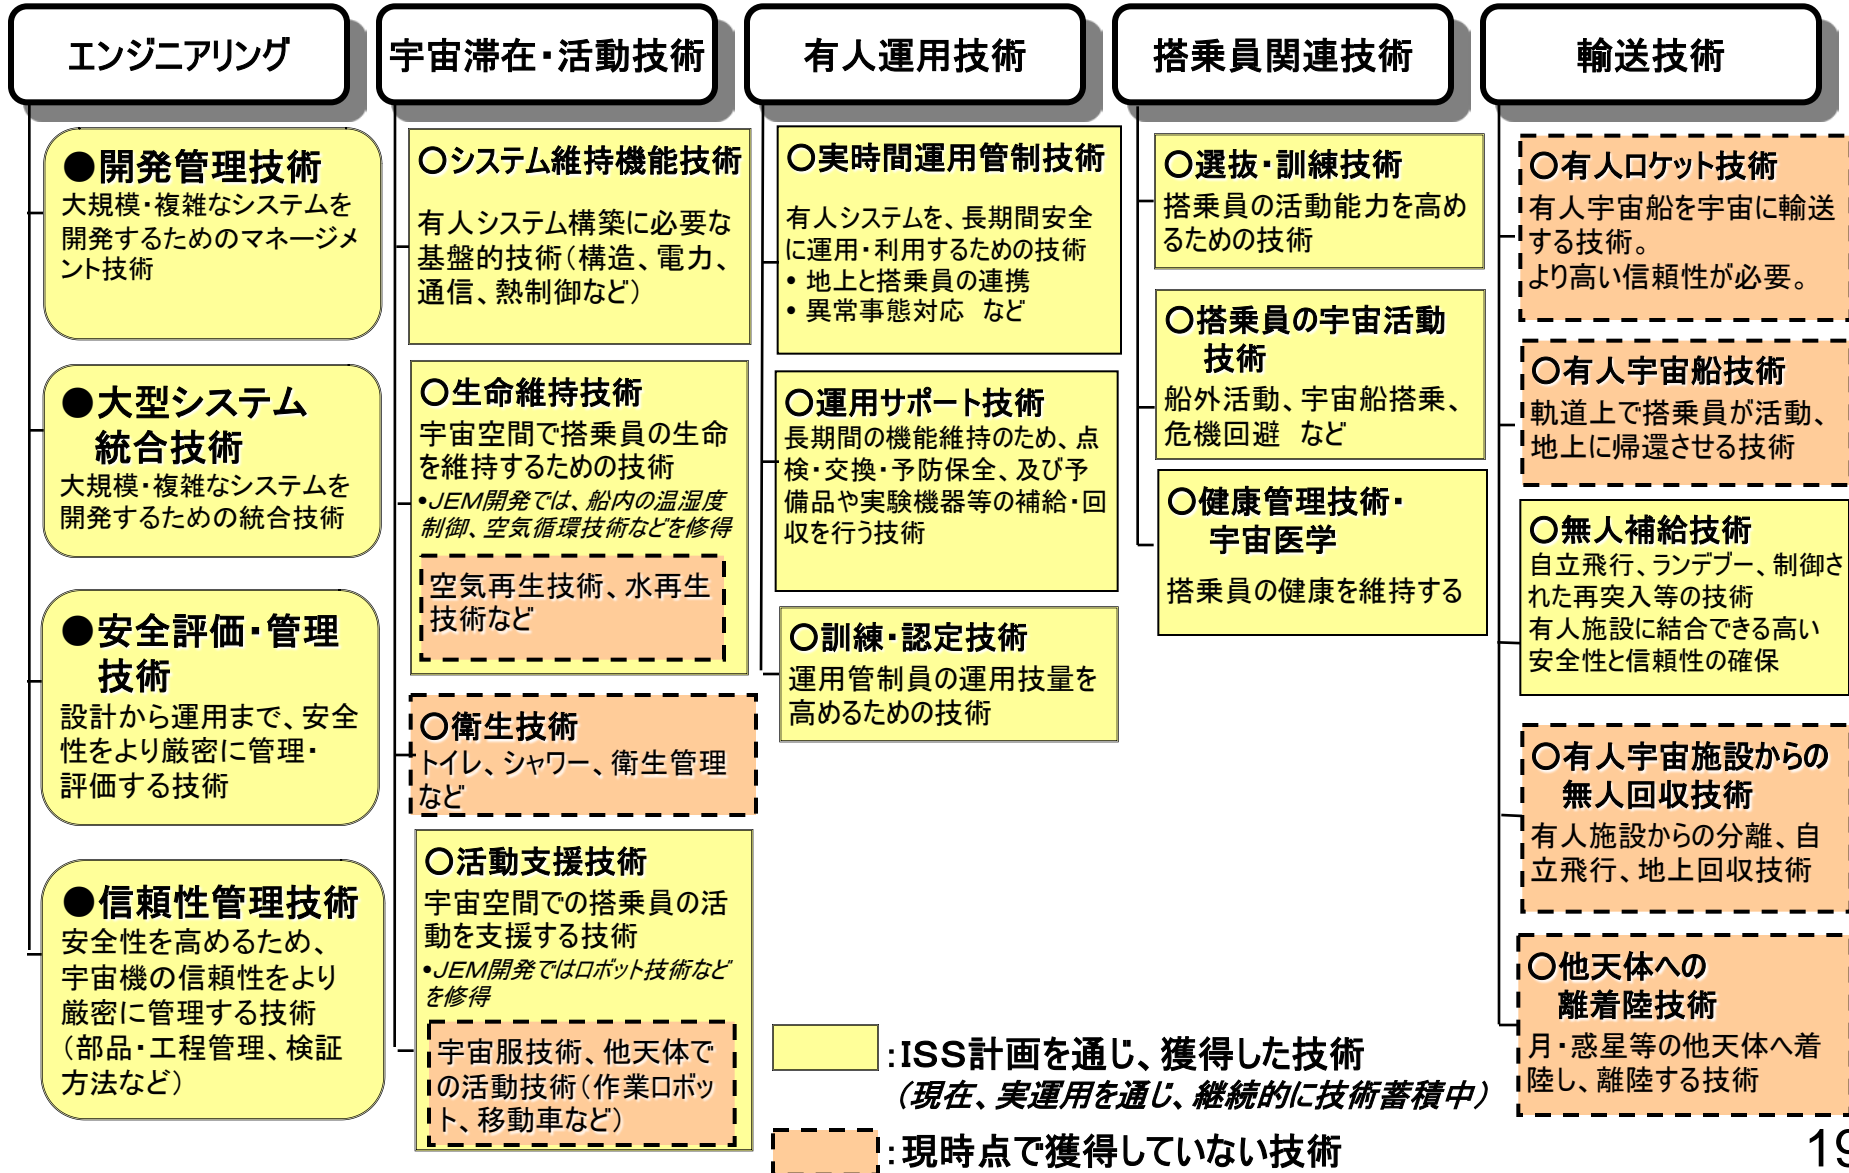 エンジニアリング
●開発管理技術
大規模・複雑なシステムを
開発するためのマネージメ
ント技術
●大型システム
統合技術
大規模・複雑なシステムを
開発するための統合技術
●安全評価・管理
技術
設計から運用まで、安全
性をより厳密に管理・
評価する技術
●信頼性管理技術
安全性を高めるため、
宇宙機の信頼性をより
厳密に管理する技術
（部品・工程管理、検証
方法など）
宇宙滞在・活動技術
○システム維持機能技術
有人システム構築に必要な
基盤的技術（構造、電力、
通信、熱制御など）
○生命維持技術
宇宙空間で搭乗員の生命
を維持するための技術
•JEM開発では、船内の温湿度
制御、空気循環技術などを修得
空気再生技術、水再生
技術など
○衛生技術
トイレ、シャワー、衛生管理
など
○活動支援技術
宇宙空間での搭乗員の活
動を支援する技術
•JEM開発ではロボット技術など
を修得
宇宙服技術、他天体で
の活動技術（作業ロボッ
ト、移動車など）
有人運用技術
○実時間運用管制技術
有人システムを、長期間安全
に運用・利用するための技術
• 地上と搭乗員の連携
• 異常事態対応　など
○運用サポート技術
長期間の機能維持のため、点
検・交換・予防保全、及び予
備品や実験機器等の補給・回
収を行う技術
○訓練・認定技術
運用管制員の運用技量を
高めるための技術
搭乗員関連技術
○選抜・訓練技術
搭乗員の活動能力を高め
るための技術
○搭乗員の宇宙活動
技術
船外活動、宇宙船搭乗、
危機回避　など
○健康管理技術・
宇宙医学
搭乗員の健康を維持する
輸送技術
○有人ロケット技術
有人宇宙船を宇宙に輸送
する技術。
より高い信頼性が必要。
○有人宇宙船技術
軌道上で搭乗員が活動、
地上に帰還させる技術
○無人補給技術
自立飛行、ランデブー、制御さ
れた再突入等の技術
有人施設に結合できる高い
安全性と信頼性の確保
○有人宇宙施設からの
無人回収技術
有人施設からの分離、自
立飛行、地上回収技術
○他天体への
離着陸技術
月・惑星等の他天体へ着
陸し、離陸する技術
：ISS計画を通じ、獲得した技術
（現在、実運用を通じ、継続的に技術蓄積中）
：現時点で獲得していない技術
19